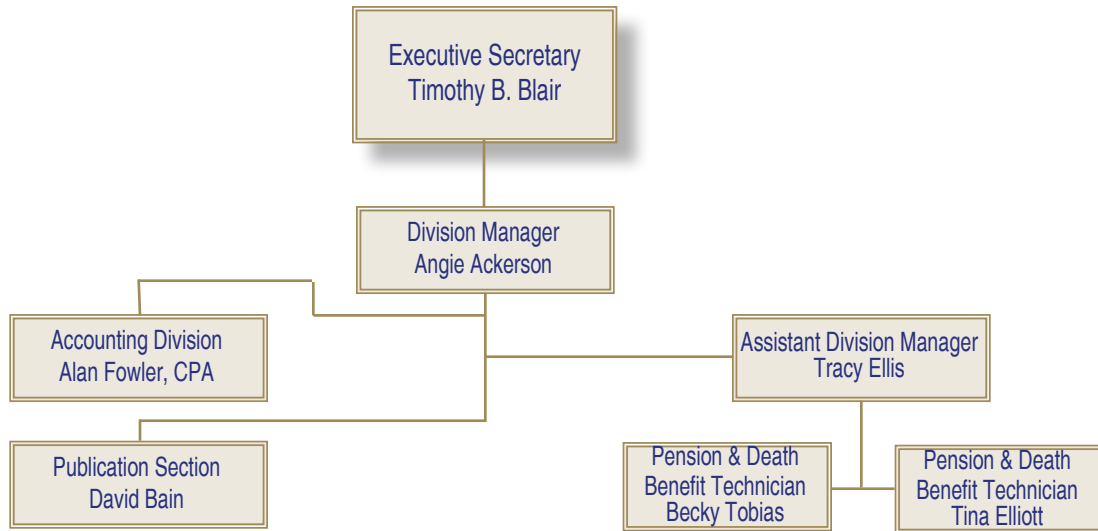 Executive Secretary
Timothy B. Blair
Division Manager
Angie Ackerson
Accounting Division
Alan Fowler, CPA
Assistant Division Manager
Tracy Ellis
Publication Section
David Bain
Pension & Death
Benefit Technician
Becky Tobias
Pension & Death
Benefit Technician
Tina Elliott